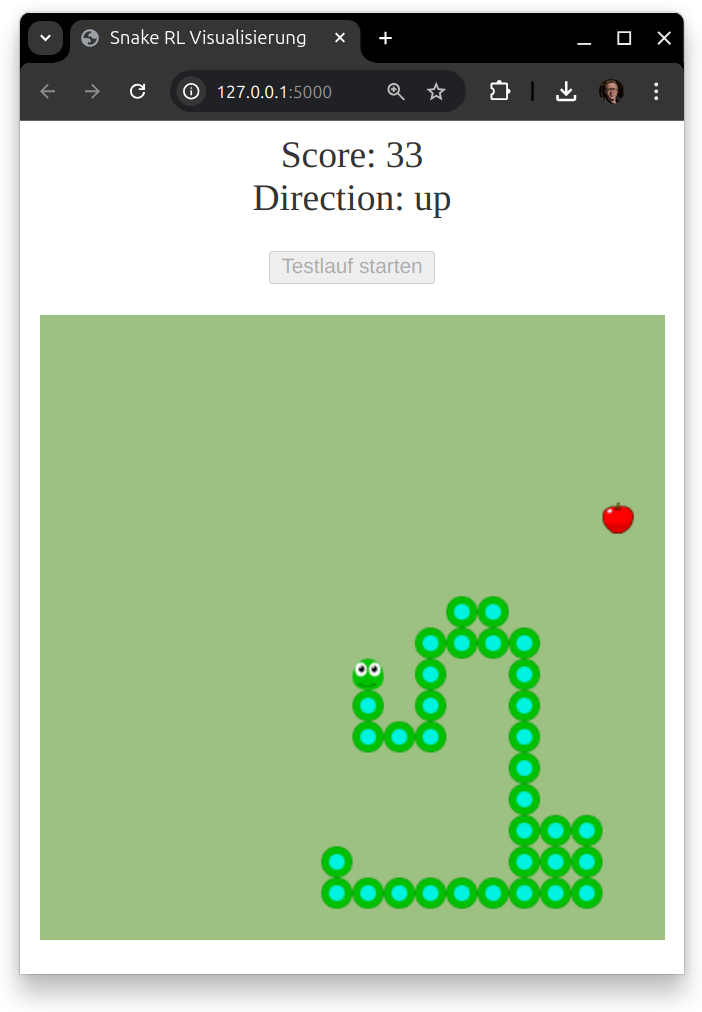 Snake RL Visualisierung
127.0.0.1:5000
Score: 33
Direction: up
Testlauf starten